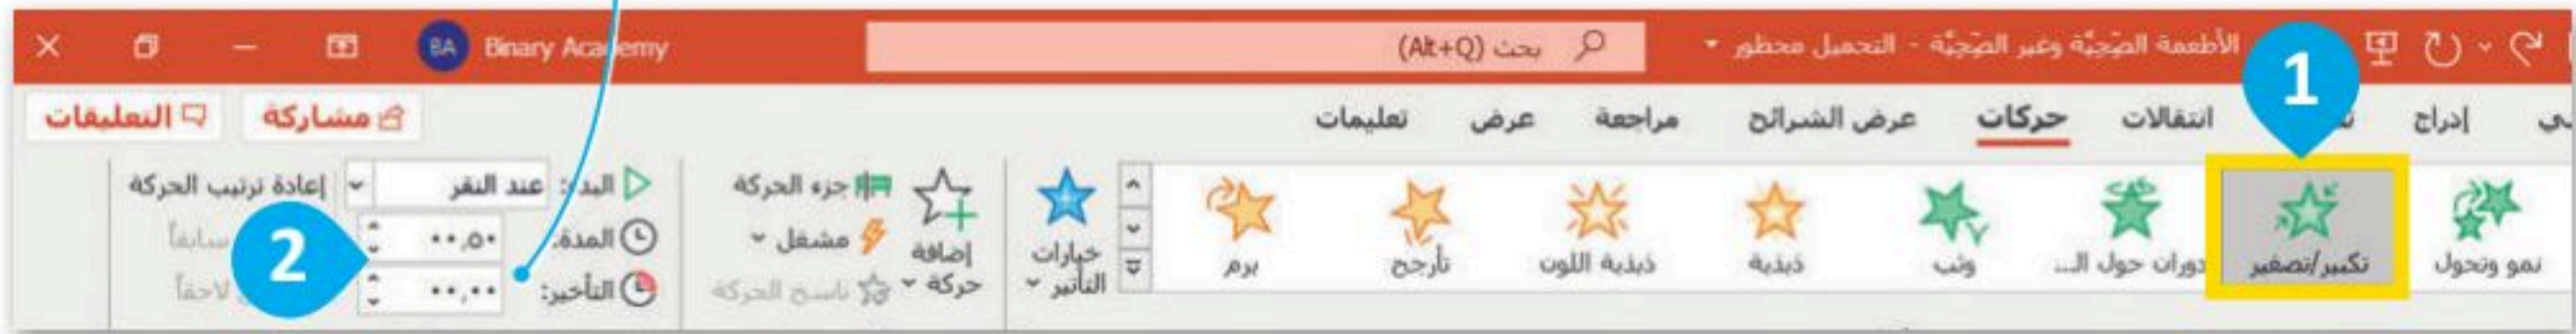 الأطعمة الصّحِيَّة وغير الصّحِيَّة - التحميل محظور
بحث (Alt+Q)
Binary Academy
BA
1
إدراج
انتقالات
حركات
عرض الشرائح
مراجعة
عرض
تعليمات
مشاركة
التعليقات
نمو وتحول
تكبير/تصغير
دوران حول الـ...
وثب
ذبذبة
ذبذبة اللون
تأرجح
برم
خيارات التأثير
إضافة حركة
جزء الحركة
مشغل
ناسخ الحركة
البدء: عند النقر
المدة: ٠٠,٥٠
التأخير: ٠٠,٠٠
إعادة ترتيب الحركة
سابقاً
لاحقاً
2